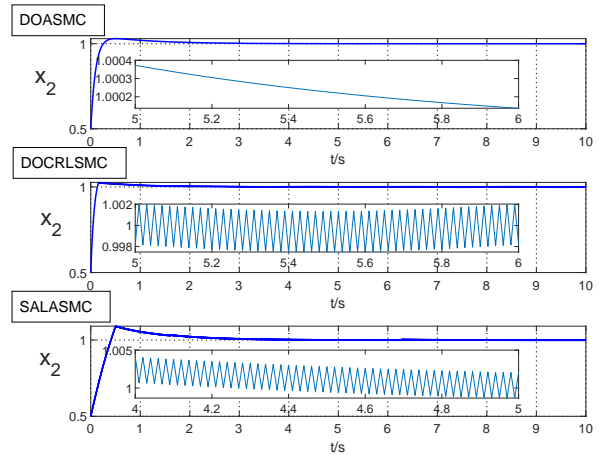 DOASMC
1
x2
0.5
1.0004
1.0002
5 5.2 5.4 5.6 5.8 6
0 1 2 3 4 5 6 7 8 9 10
t/s
DOCRLSMC
1
x2
0.5
1.002
1
0.998
5 5.2 5.4 5.6 5.8 6
0 1 2 3 4 5 6 7 8 9 10
t/s
SALASMC
1
x2
0.5
1.005
1
4 4.2 4.4 4.6 4.8 5
0 1 2 3 4 5 6 7 8 9 10
t/s